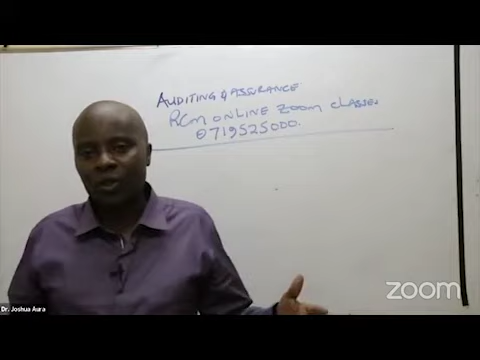 AUDITING & ASSURANCE
RCM ONLINE ZOOM CLASSES
0719525000.
zoom
Dr. Joshua Aura